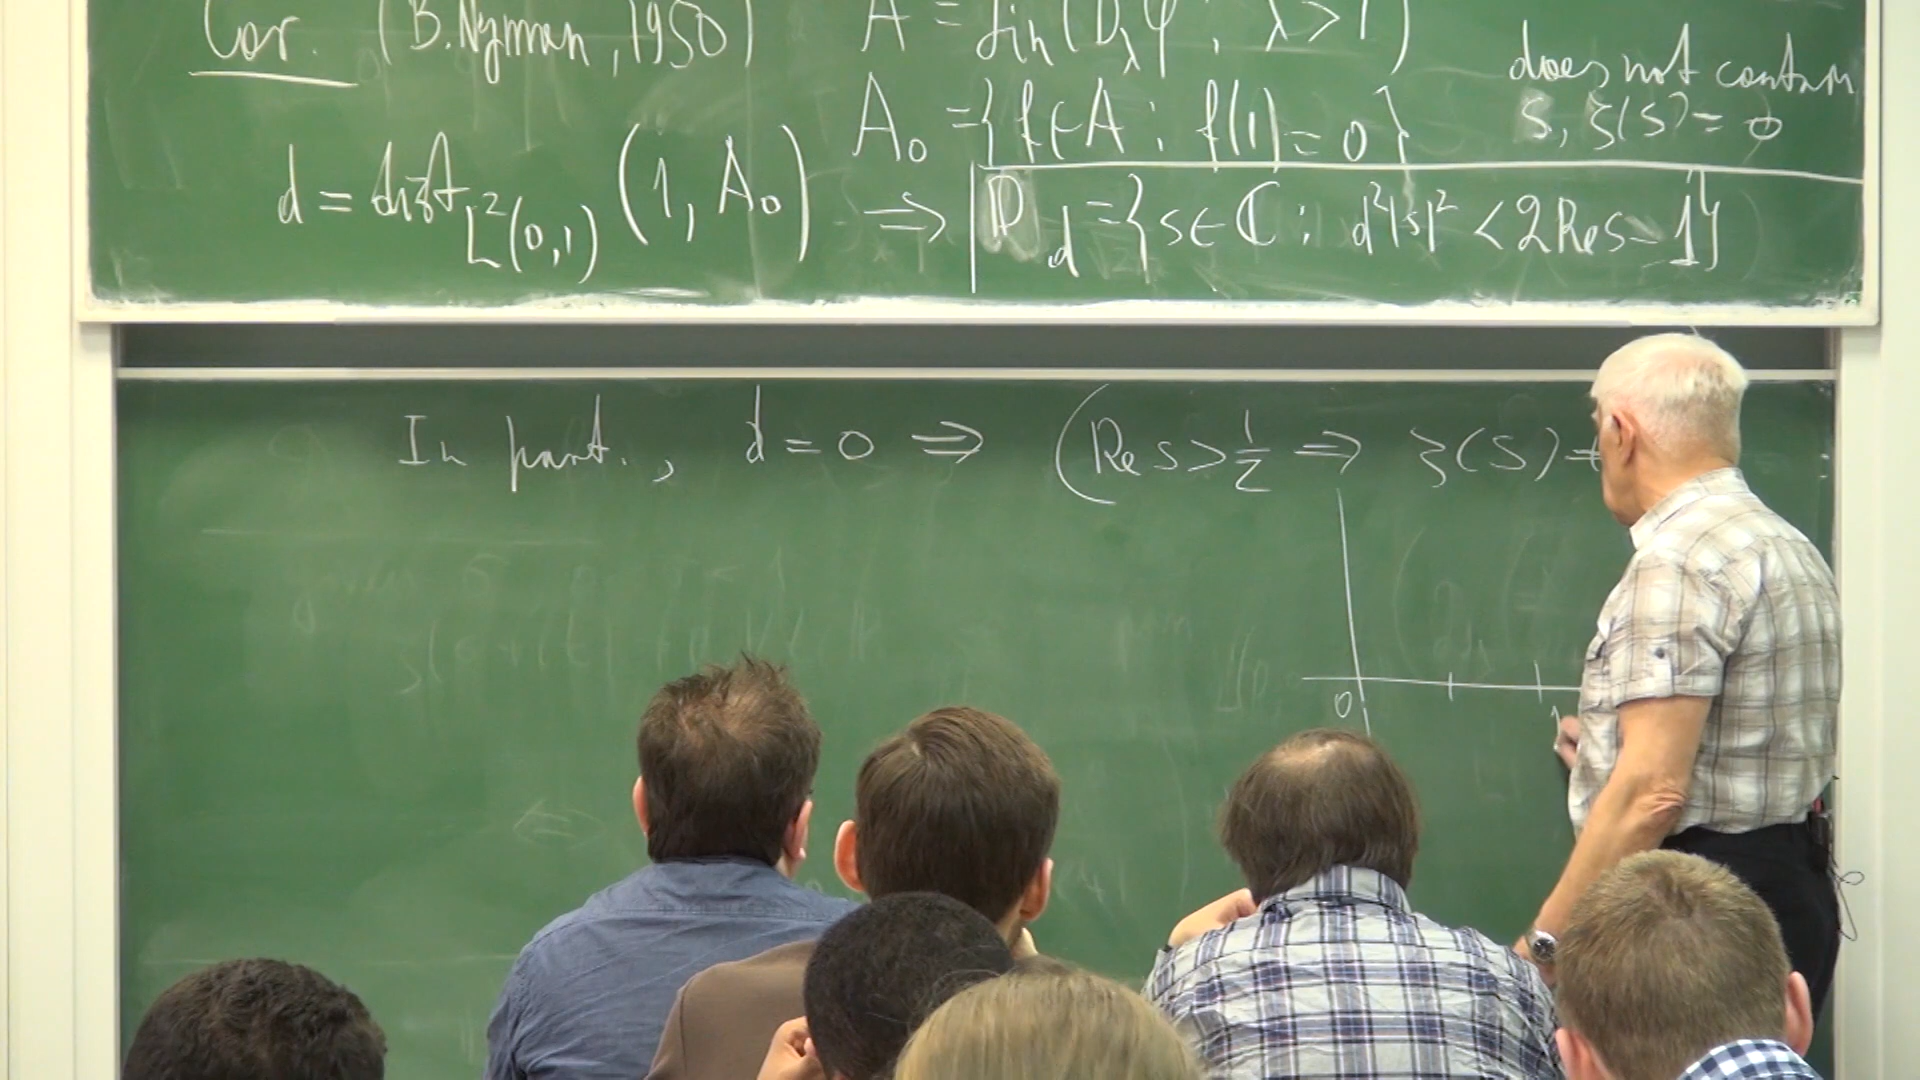 Cor. (B. Nyman, 1950) A = Lin(D_λ φ : λ > 1)
A₀ = {f ∈ A : f(1) = 0}
does not contain
s, ζ(s) = 0
d = dist_{L²(0,1)} (1, A₀) ⇒ D_d = {s ∈ ℂ : d²|s|² < 2Re s − 1}
In part., d = 0 ⇒ (Re s > 1/2 ⇒ ζ(s) ≠
0 1